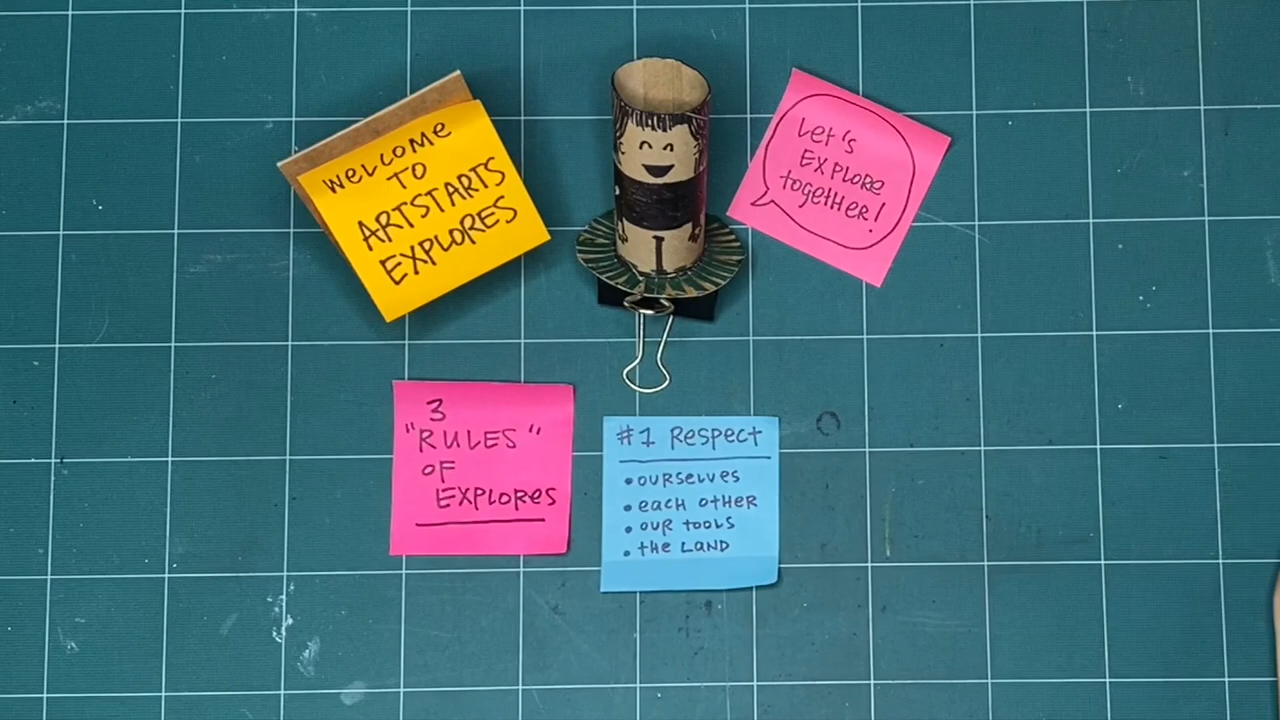 WELCOME
TO
ARTSTARTS
EXPLORES
Let's
EXPLORE
together!
3
"RULES"
OF
EXPLORES
#1 Respect
• OURSELVES
• EACH OTHER
• OUR TOOLS
• THE LAND